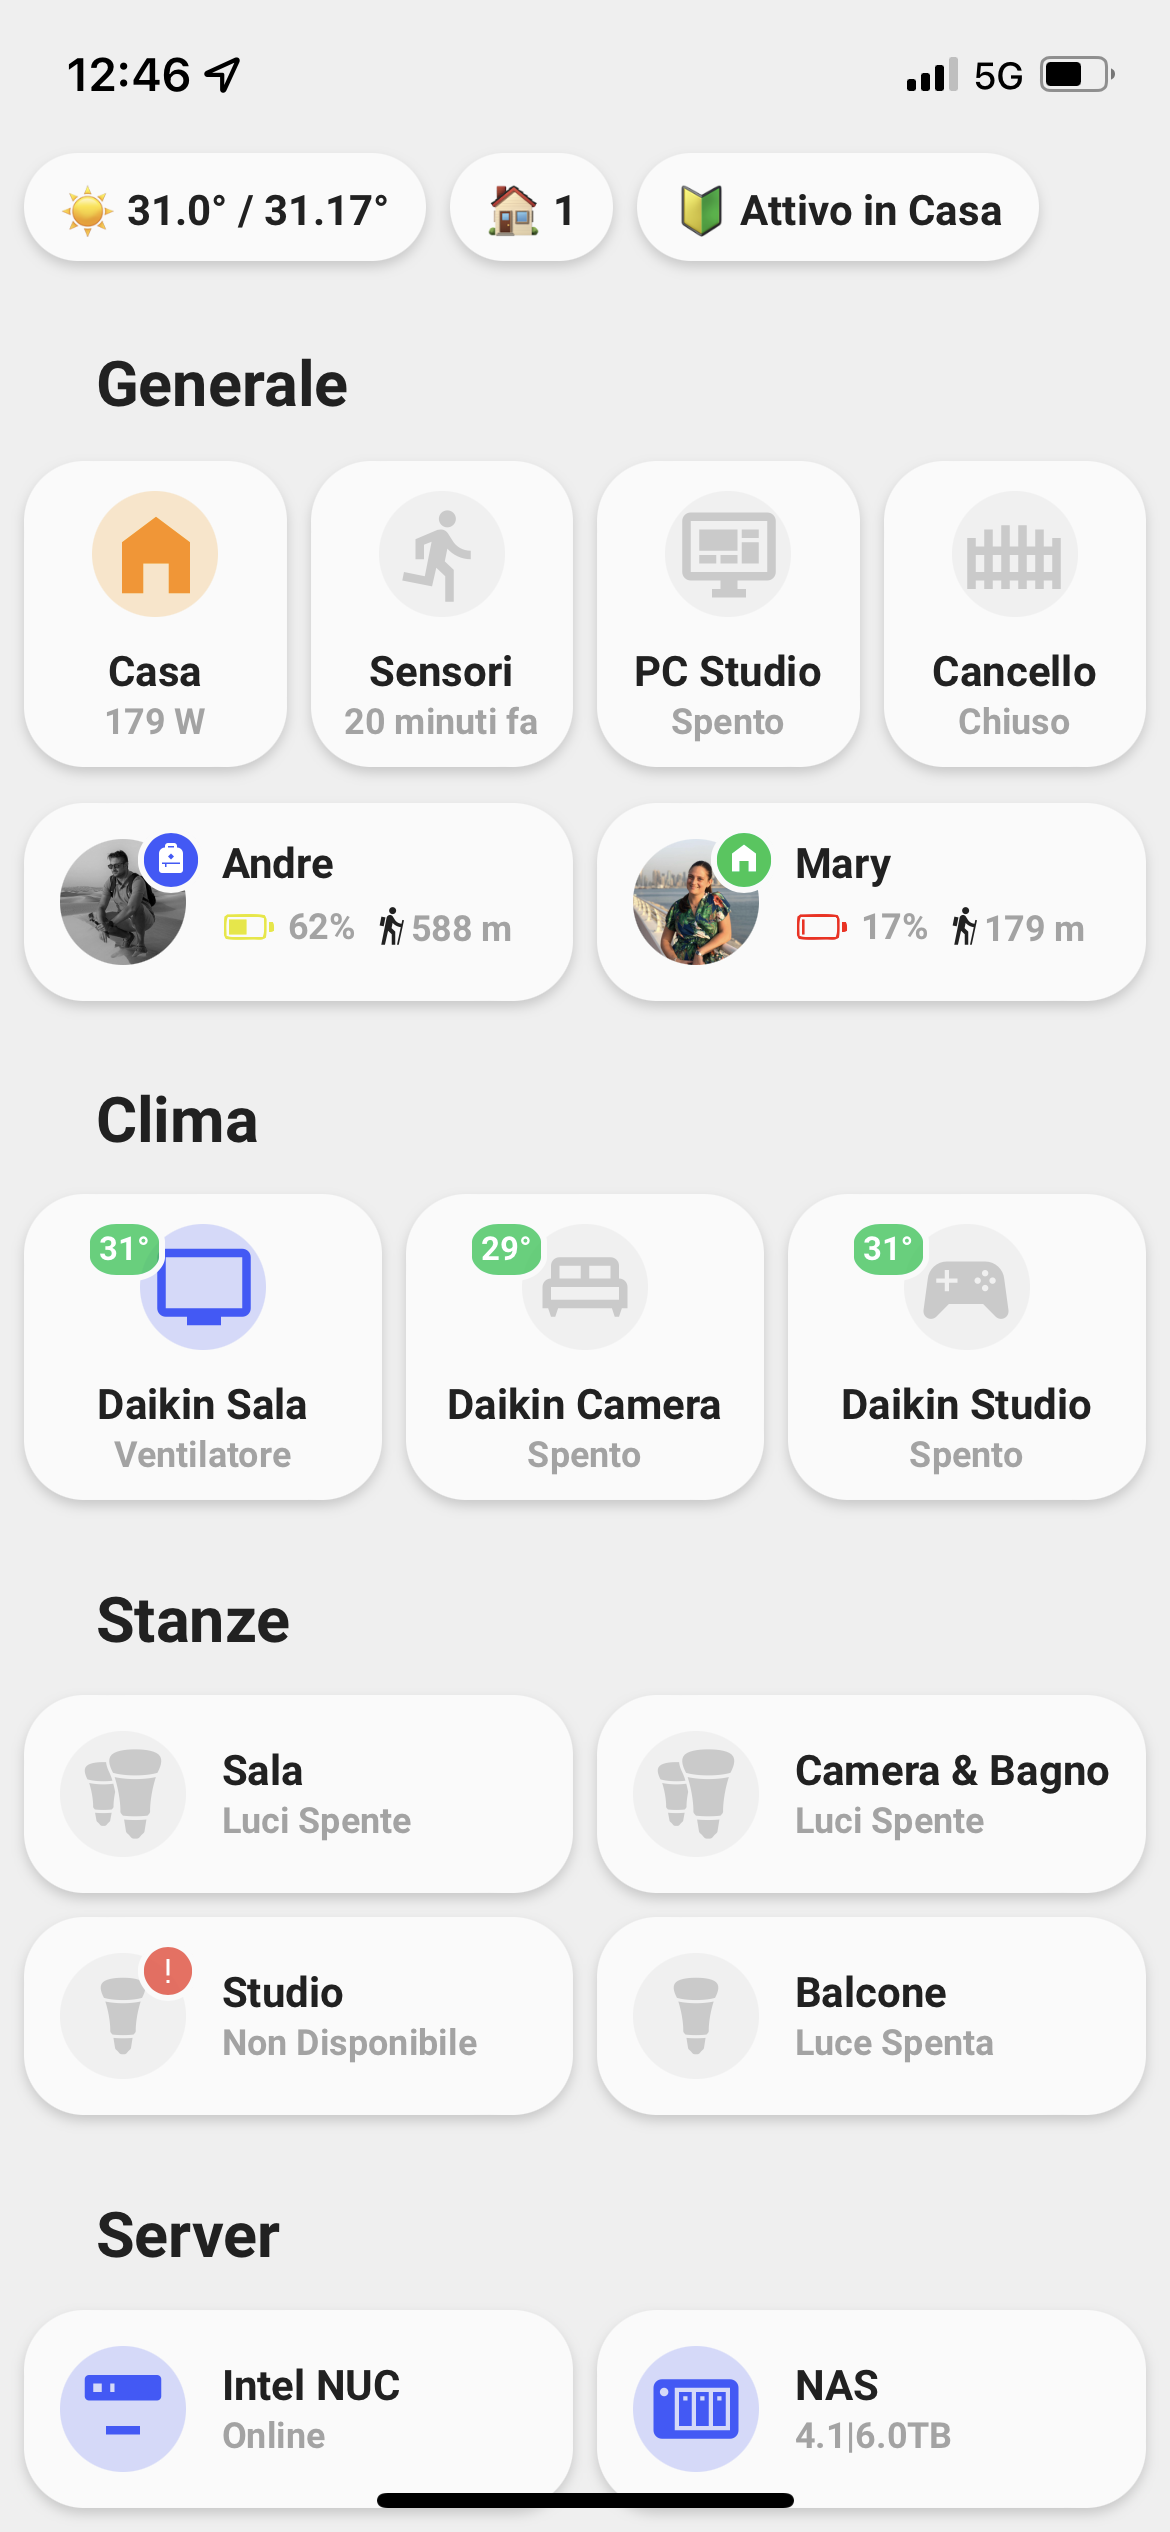 12:46
5G
31.0° / 31.17°
1
Attivo in Casa
Generale
Casa
179 W
Sensori
20 minuti fa
PC Studio
Spento
Cancello
Chiuso
Andre
62% 588 m
Mary
17% 179 m
Clima
31°
Daikin Sala
Ventilatore
29°
Daikin Camera
Spento
31°
Daikin Studio
Spento
Stanze
Sala
Luci Spente
Camera & Bagno
Luci Spente
!
Studio
Non Disponibile
Balcone
Luce Spenta
Server
Intel NUC
Online
NAS
4.1|6.0TB